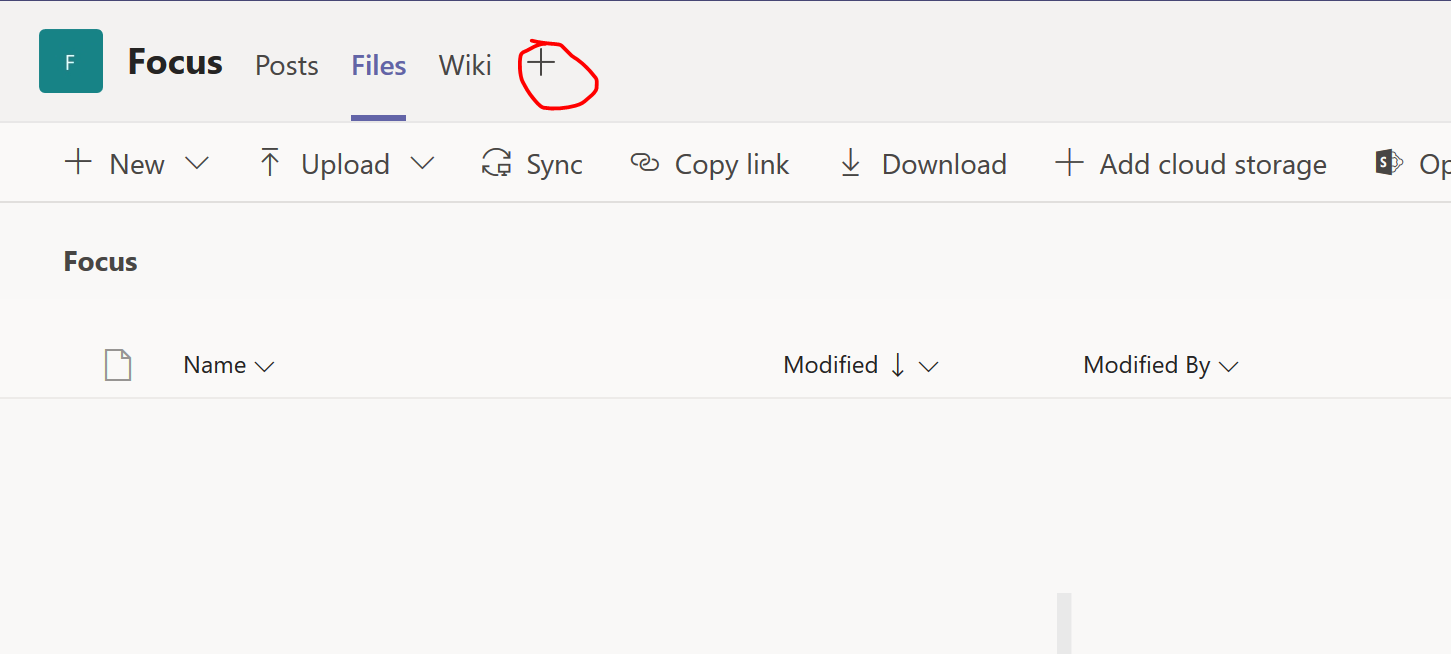 F Focus Posts Files Wiki
New Upload Sync Copy link Download Add cloud storage Op
Focus
Name Modified Modified By